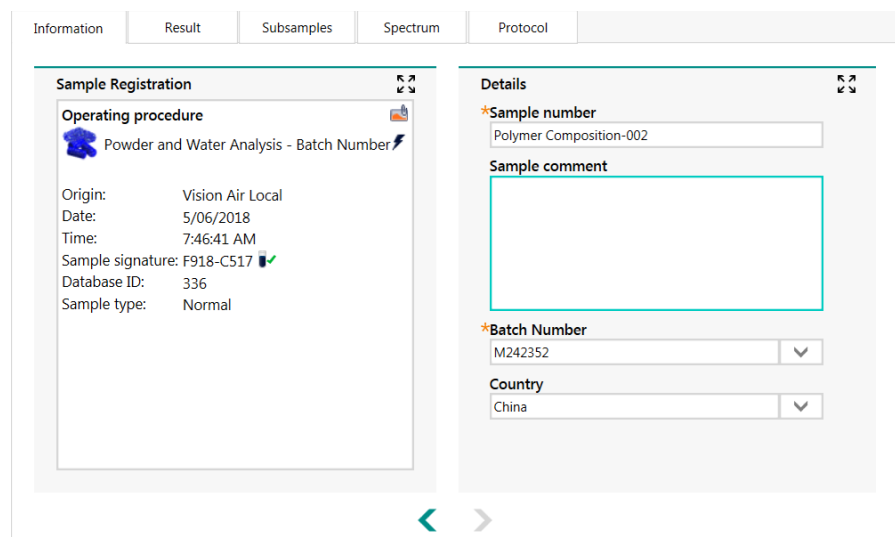 Information Result Subsamples Spectrum Protocol
Sample Registration
Operating procedure
Powder and Water Analysis - Batch Number
Origin: Vision Air Local
Date: 5/06/2018
Time: 7:46:41 AM
Sample signature: F918-C517
Database ID: 336
Sample type: Normal
Details
*Sample number
Polymer Composition-002
Sample comment
*Batch Number
M242352
Country
China